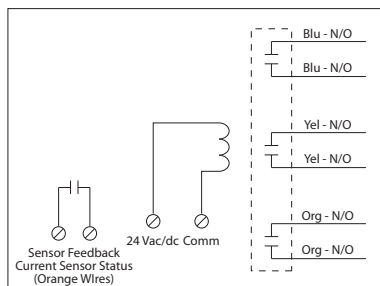 Blu - N/O
Blu - N/O
Yel - N/O
Yel - N/O
Org - N/O
Org - N/O
24 Vac/dc Comm
Sensor Feedback
Current Sensor Status
(Orange WIres)